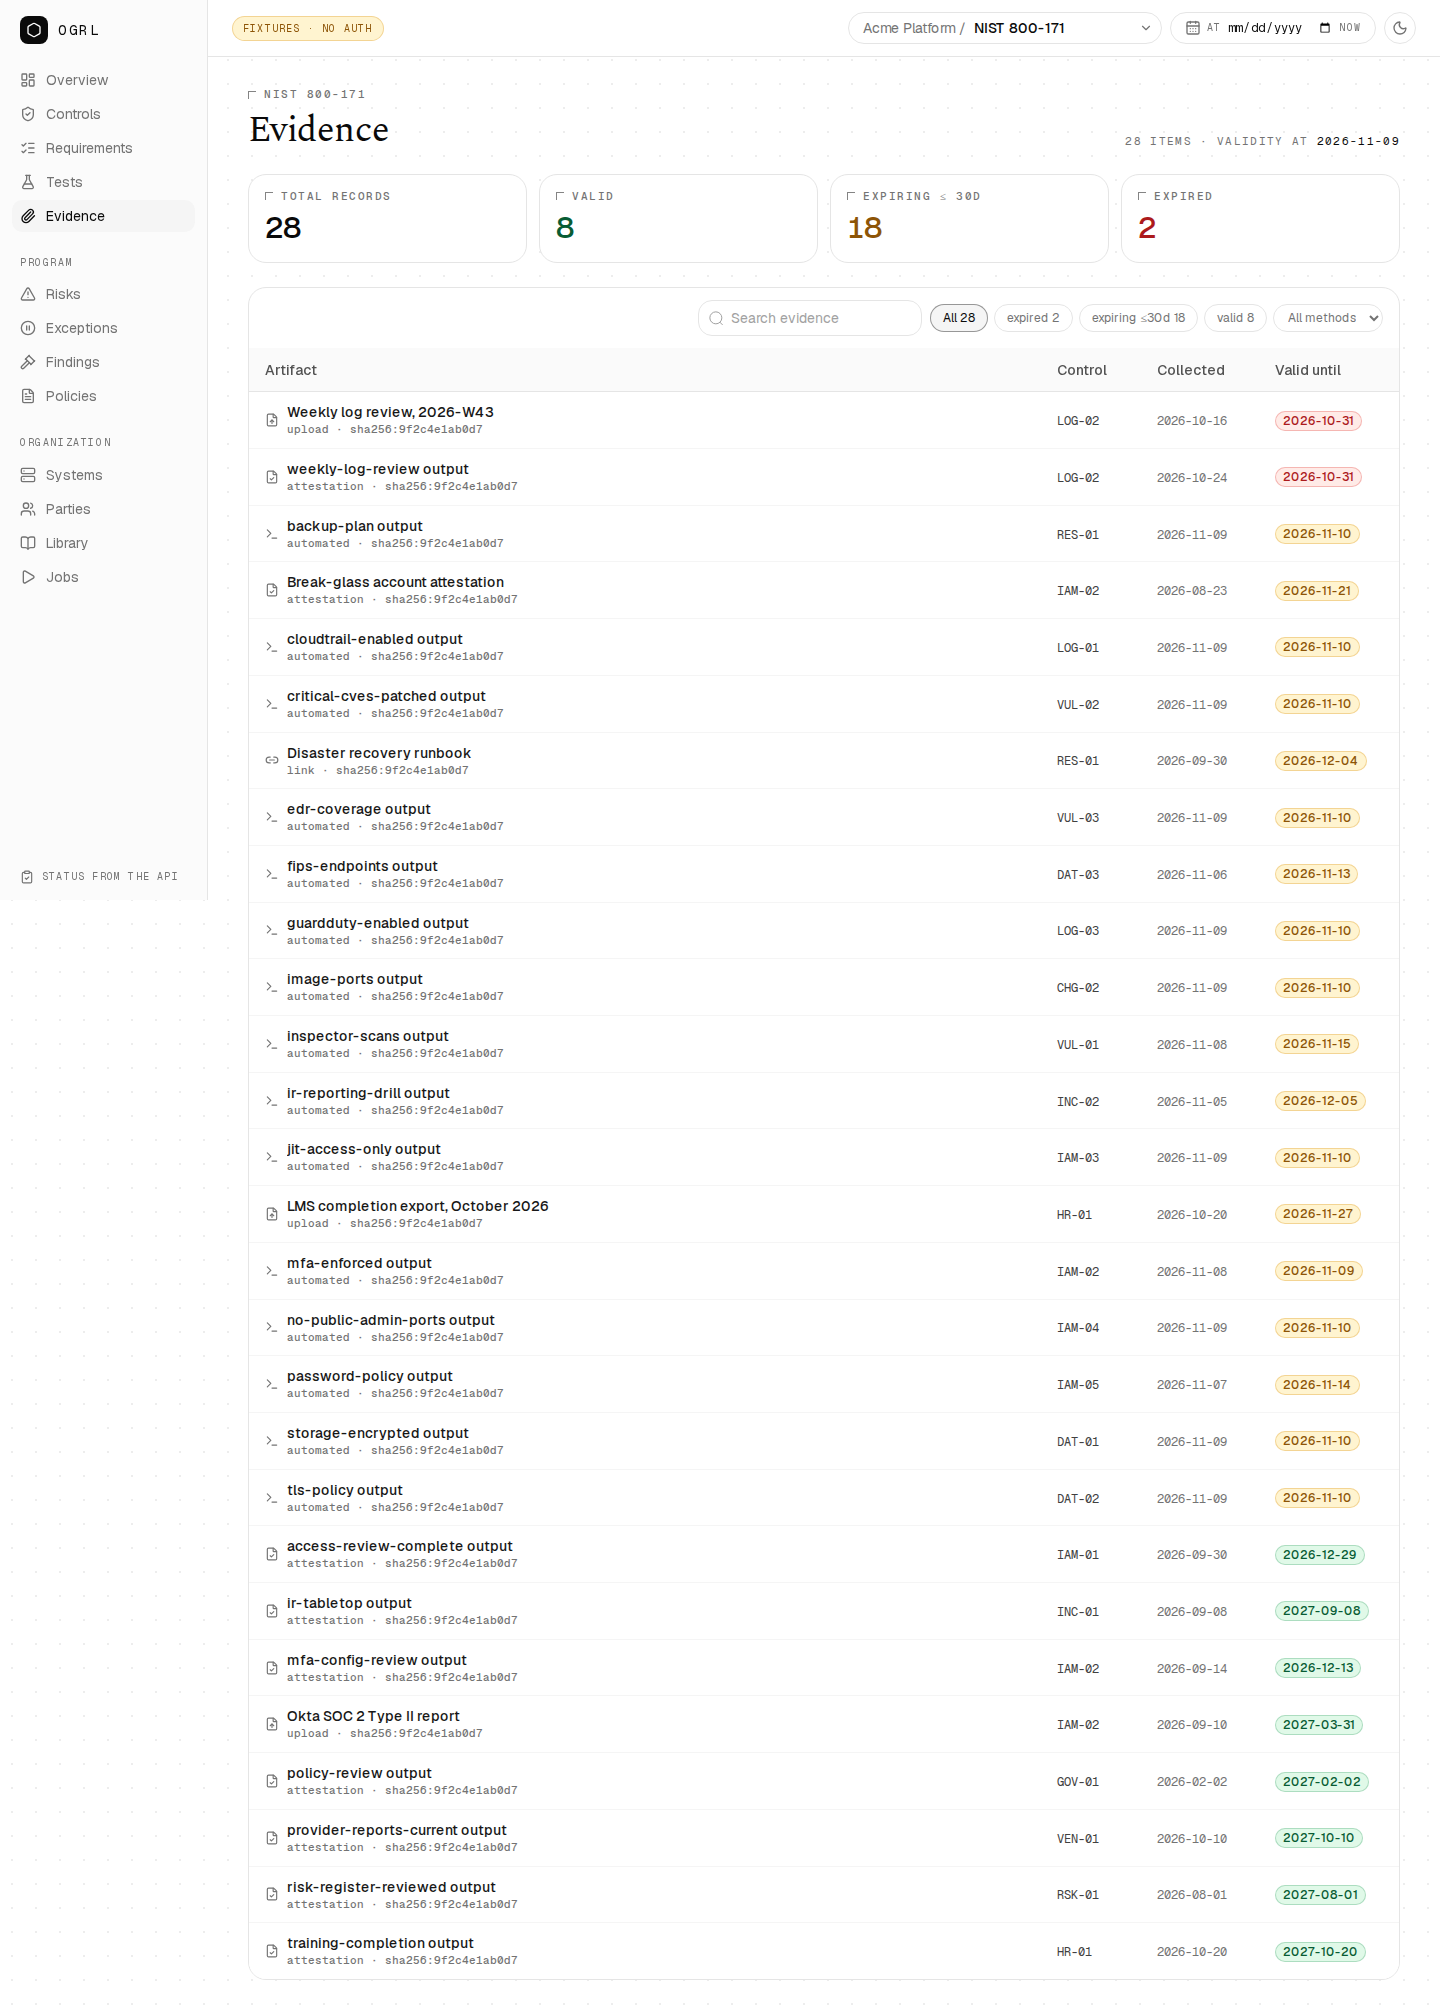 OGRL
FIXTURES · NO AUTH
Acme Platform / NIST 800-171
AT mm/dd/yyyy NOW
Overview
Controls
Requirements
Tests
Evidence
PROGRAM
Risks
Exceptions
Findings
Policies
ORGANIZATION
Systems
Parties
Library
Jobs
STATUS FROM THE API
NIST 800-171
Evidence
28 ITEMS · VALIDITY AT 2026-11-09
TOTAL RECORDS
28
VALID
8
EXPIRING ≤ 30D
18
EXPIRED
2
Search evidence
All 28
expired 2
expiring ≤30d 18
valid 8
All methods
Artifact Control Collected Valid until
Weekly log review, 2026-W43
upload · sha256:9f2c4e1ab0d7
LOG-02 2026-10-16 2026-10-31
weekly-log-review output
attestation · sha256:9f2c4e1ab0d7
LOG-02 2026-10-24 2026-10-31
backup-plan output
automated · sha256:9f2c4e1ab0d7
RES-01 2026-11-09 2026-11-10
Break-glass account attestation
attestation · sha256:9f2c4e1ab0d7
IAM-02 2026-08-23 2026-11-21
cloudtrail-enabled output
automated · sha256:9f2c4e1ab0d7
LOG-01 2026-11-09 2026-11-10
critical-cves-patched output
automated · sha256:9f2c4e1ab0d7
VUL-02 2026-11-09 2026-11-10
Disaster recovery runbook
link · sha256:9f2c4e1ab0d7
RES-01 2026-09-30 2026-12-04
edr-coverage output
automated · sha256:9f2c4e1ab0d7
VUL-03 2026-11-09 2026-11-10
fips-endpoints output
automated · sha256:9f2c4e1ab0d7
DAT-03 2026-11-06 2026-11-13
guardduty-enabled output
automated · sha256:9f2c4e1ab0d7
LOG-03 2026-11-09 2026-11-10
image-ports output
automated · sha256:9f2c4e1ab0d7
CHG-02 2026-11-09 2026-11-10
inspector-scans output
automated · sha256:9f2c4e1ab0d7
VUL-01 2026-11-08 2026-11-15
ir-reporting-drill output
automated · sha256:9f2c4e1ab0d7
INC-02 2026-11-05 2026-12-05
jit-access-only output
automated · sha256:9f2c4e1ab0d7
IAM-03 2026-11-09 2026-11-10
LMS completion export, October 2026
upload · sha256:9f2c4e1ab0d7
HR-01 2026-10-20 2026-11-27
mfa-enforced output
automated · sha256:9f2c4e1ab0d7
IAM-02 2026-11-08 2026-11-09
no-public-admin-ports output
automated · sha256:9f2c4e1ab0d7
IAM-04 2026-11-09 2026-11-10
password-policy output
automated · sha256:9f2c4e1ab0d7
IAM-05 2026-11-07 2026-11-14
storage-encrypted output
automated · sha256:9f2c4e1ab0d7
DAT-01 2026-11-09 2026-11-10
tls-policy output
automated · sha256:9f2c4e1ab0d7
DAT-02 2026-11-09 2026-11-10
access-review-complete output
attestation · sha256:9f2c4e1ab0d7
IAM-01 2026-09-30 2026-12-29
ir-tabletop output
attestation · sha256:9f2c4e1ab0d7
INC-01 2026-09-08 2027-09-08
mfa-config-review output
attestation · sha256:9f2c4e1ab0d7
IAM-02 2026-09-14 2026-12-13
Okta SOC 2 Type II report
upload · sha256:9f2c4e1ab0d7
IAM-02 2026-09-10 2027-03-31
policy-review output
attestation · sha256:9f2c4e1ab0d7
GOV-01 2026-02-02 2027-02-02
provider-reports-current output
attestation · sha256:9f2c4e1ab0d7
VEN-01 2026-10-10 2027-10-10
risk-register-reviewed output
attestation · sha256:9f2c4e1ab0d7
RSK-01 2026-08-01 2027-08-01
training-completion output
attestation · sha256:9f2c4e1ab0d7
HR-01 2026-10-20 2027-10-20